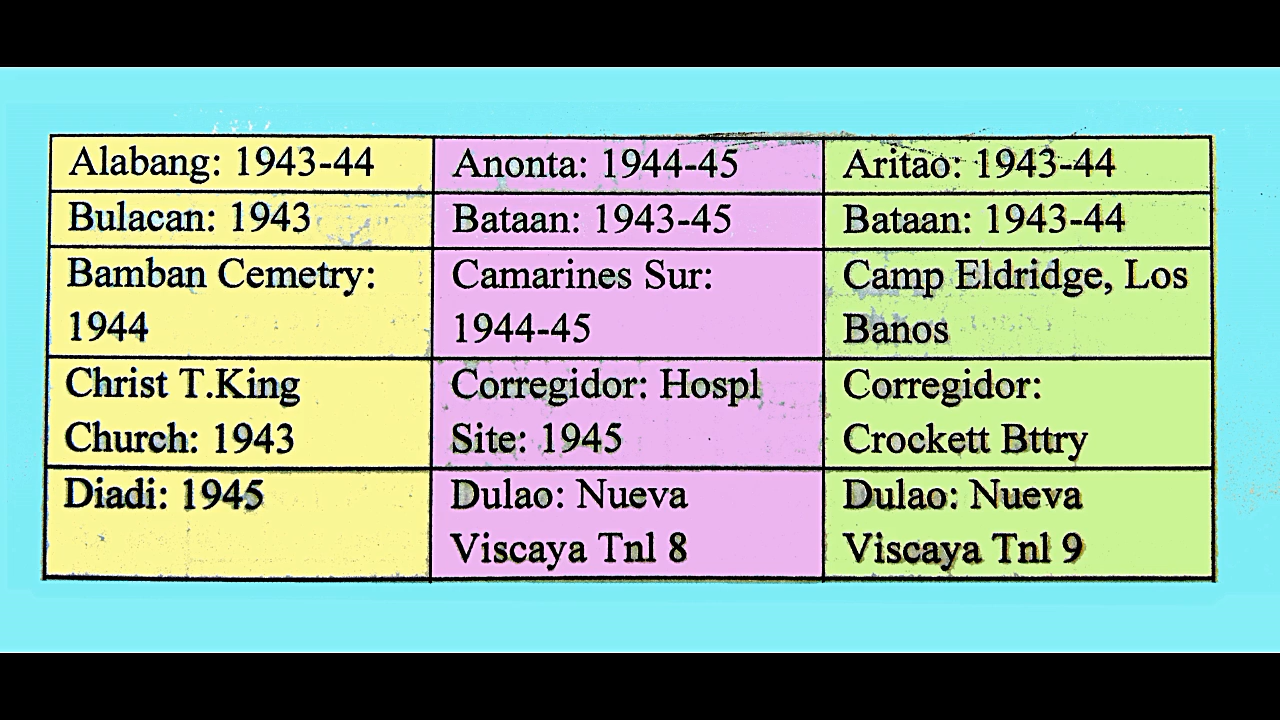 Alabang: 1943-44
Anonta: 1944-45
Aritao: 1943-44
Bulacan: 1943
Bataan: 1943-45
Bataan: 1943-44
Bamban Cemetry:
1944
Camarines Sur:
1944-45
Camp Eldridge, Los
Banos
Christ T.King
Church: 1943
Corregidor: Hospl
Site: 1945
Corregidor:
Crockett Bttry
Diadi: 1945
Dulao: Nueva
Viscaya Tnl 8
Dulao: Nueva
Viscaya Tnl 9